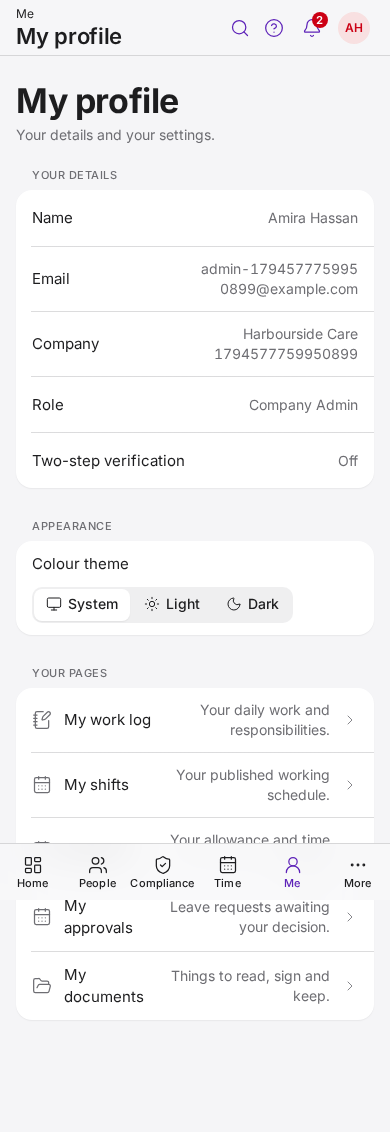 Me
My profile
2
AH
My profile
Your details and your settings.
YOUR DETAILS
Name
Amira Hassan
Email
admin-179457775995
0899@example.com
Company
Harbourside Care
1794577759950899
Role
Company Admin
Two-step verification
Off
APPEARANCE
Colour theme
System
Light
Dark
YOUR PAGES
My work log
Your daily work and
responsibilities.
My shifts
Your published working
schedule.
Your allowance and time
Home
People
Compliance
Time
Me
More
My
approvals
Leave requests awaiting
your decision.
My
documents
Things to read, sign and
keep.